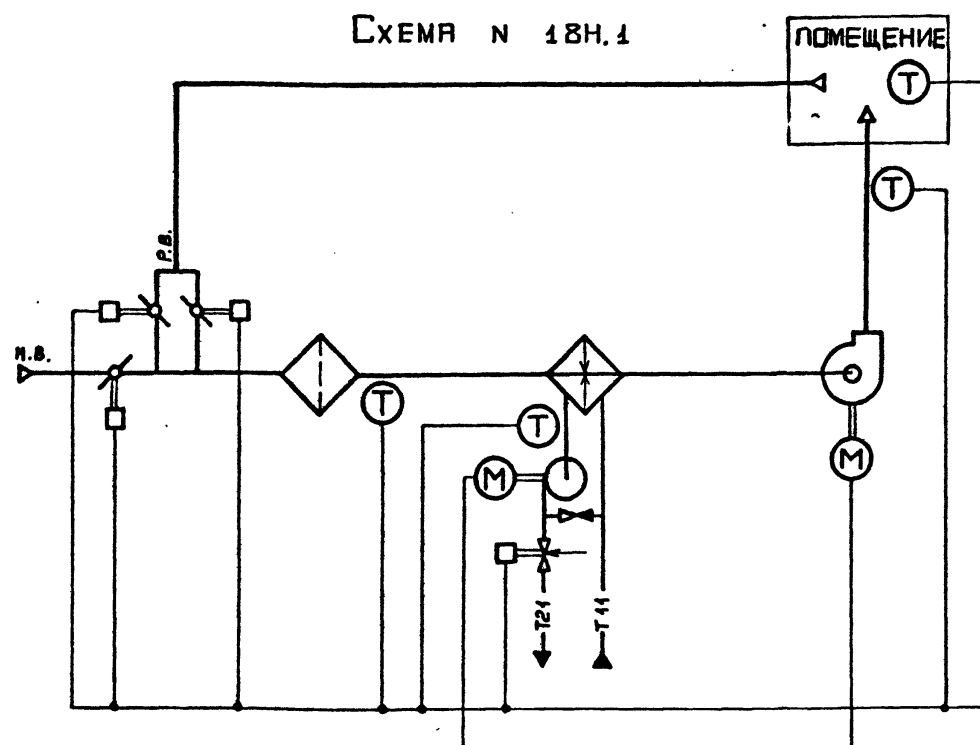 Схема N 18Н.1
ПОМЕЩЕНИЕ
Т
Т
Р.В.
Н.В.
Т
Т
М
М
Т21
Т11